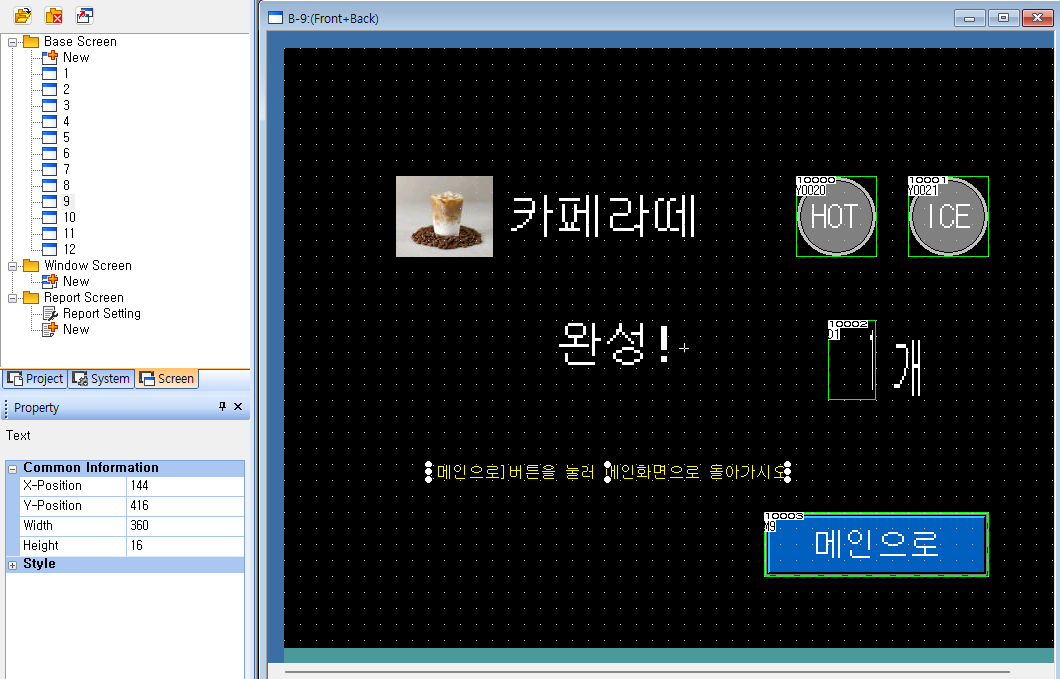 B-9:(Front+Back)
Base Screen
New
1
2
3
4
5
6
7
8
9
10
11
12
Window Screen
New
Report Screen
Report Setting
New
Project System Screen
Property
Text
Common Information
X-Position 144
Y-Position 416
Width 360
Height 16
Style
10000
Y0020
HOT
10001
Y0021
ICE
카페라떼
완성!
10002
D1
개
메인으로]버튼을 눌러 메인화면으로 돌아가시오
10003
M9
메인으로